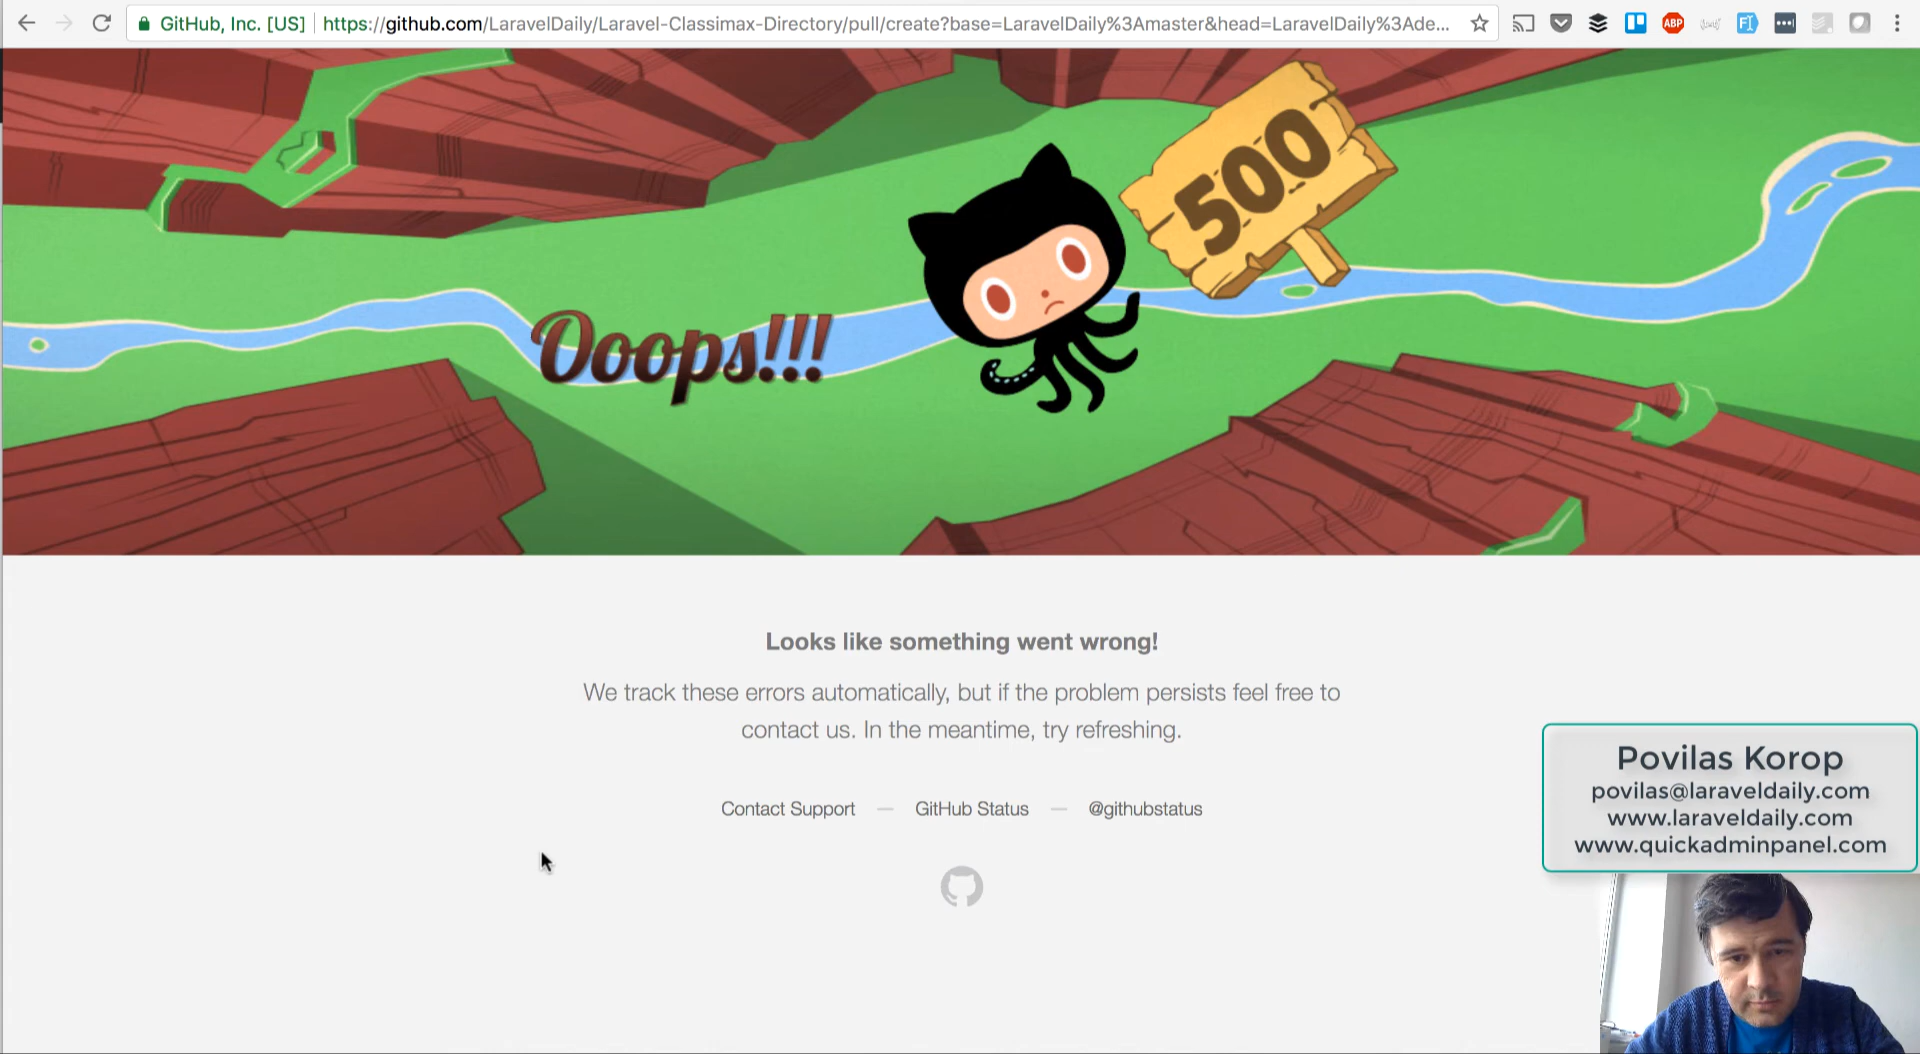 GitHub, Inc. [US]
https://github.com/LaravelDaily/Laravel-Classimax-Directory/pull/create?base=LaravelDaily%3Amaster&head=LaravelDaily%3Ade...
ABP
500
Ooops!!!
Looks like something went wrong!
We track these errors automatically, but if the problem persists feel free to
contact us. In the meantime, try refreshing.
Contact Support — GitHub Status — @githubstatus
Povilas Korop
povilas@laraveldaily.com
www.laraveldaily.com
www.quickadminpanel.com